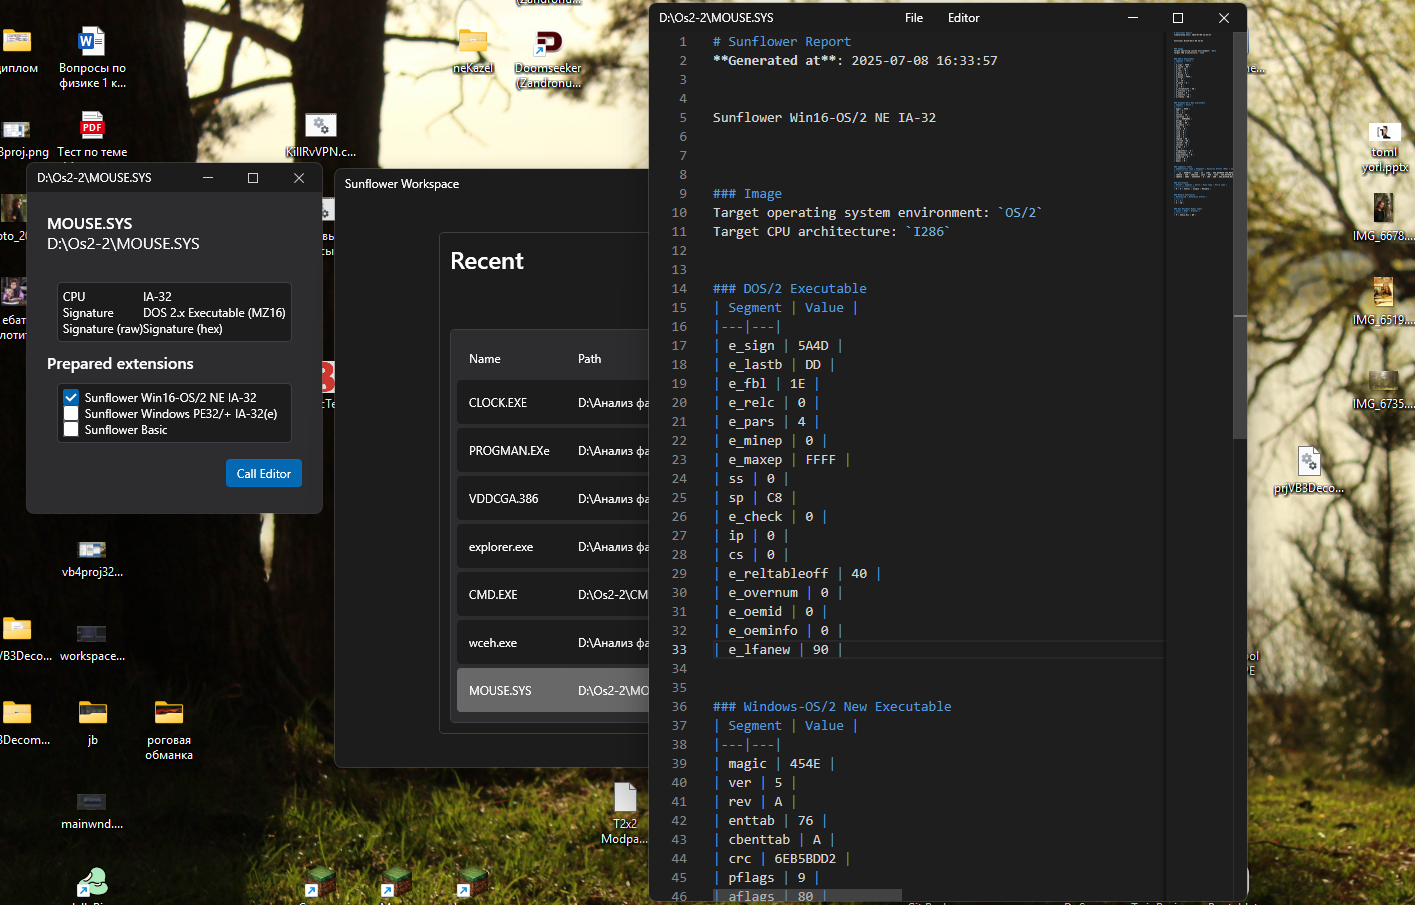 диплом
Вопросы по
физике 1 к...
3proj.png
Тест по теме
KillRvVPN.c...
neKazel
Doomseeker
(Zandronu...
D:\Os2-2\MOUSE.SYS
MOUSE.SYS
D:\Os2-2\MOUSE.SYS
CPU IA-32
Signature DOS 2.x Executable (MZ16)
Signature (raw)Signature (hex)
Prepared extensions
Sunflower Win16-OS/2 NE IA-32
Sunflower Windows PE32/+ IA-32(e)
Sunflower Basic
Call Editor
vb4proj32...
VB3Deco...
workspace...
3Decom...
jb
роговая
обманка
mainwnd....
Sunflower Workspace
Recent
Name Path
CLOCK.EXE D:\Анализ фа
PROGMAN.EXe D:\Анализ фа
VDDCGA.386 D:\Анализ фа
explorer.exe D:\Анализ фа
CMD.EXE D:\Os2-2\CM
wceh.exe D:\Анализ фа
MOUSE.SYS D:\Os2-2\MO
T2x2
Modpa...
D:\Os2-2\MOUSE.SYS File Editor
1 # Sunflower Report
2 **Generated at**: 2025-07-08 16:33:57
3
4
5 Sunflower Win16-OS/2 NE IA-32
6
7
8
9 ### Image
10 Target operating system environment: `OS/2`
11 Target CPU architecture: `I286`
12
13
14 ### DOS/2 Executable
15 | Segment | Value |
16 |---|---|
17 | e_sign | 5A4D |
18 | e_lastb | DD |
19 | e_fbl | 1E |
20 | e_relc | 0 |
21 | e_pars | 4 |
22 | e_minep | 0 |
23 | e_maxep | FFFF |
24 | ss | 0 |
25 | sp | C8 |
26 | e_check | 0 |
27 | ip | 0 |
28 | cs | 0 |
29 | e_reltableoff | 40 |
30 | e_overnum | 0 |
31 | e_oemid | 0 |
32 | e_oeminfo | 0 |
33 | e_lfanew | 90 |
34
35
36 ### Windows-OS/2 New Executable
37 | Segment | Value |
38 |---|---|
39 | magic | 454E |
40 | ver | 5 |
41 | rev | A |
42 | enttab | 76 |
43 | cbenttab | A |
44 | crc | 6EB5BDD2 |
45 | pflags | 9 |
46 | aflags | 80 |
toml
yorl.pptx
IMG_6678....
IMG_6519....
IMG_6735....
prjVB3Deco...